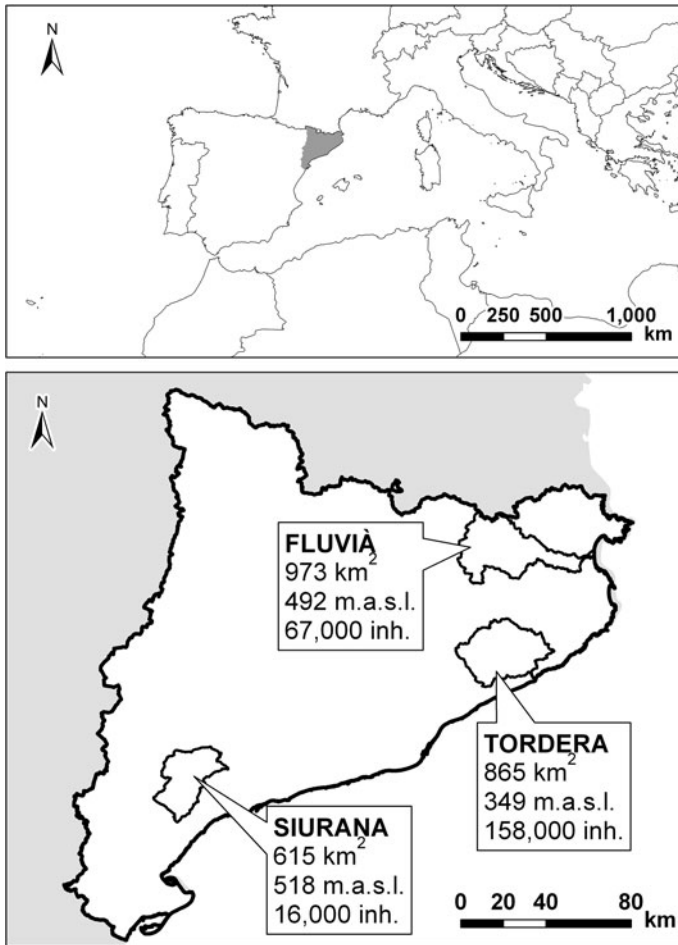 N
0 250 500 1,000
km
N
FLUVIÀ
973 km²
492 m.a.s.l.
67,000 inh.
TORDERA
865 km²
349 m.a.s.l.
158,000 inh.
SIURANA
615 km²
518 m.a.s.l.
16,000 inh.
0 20 40 80
km